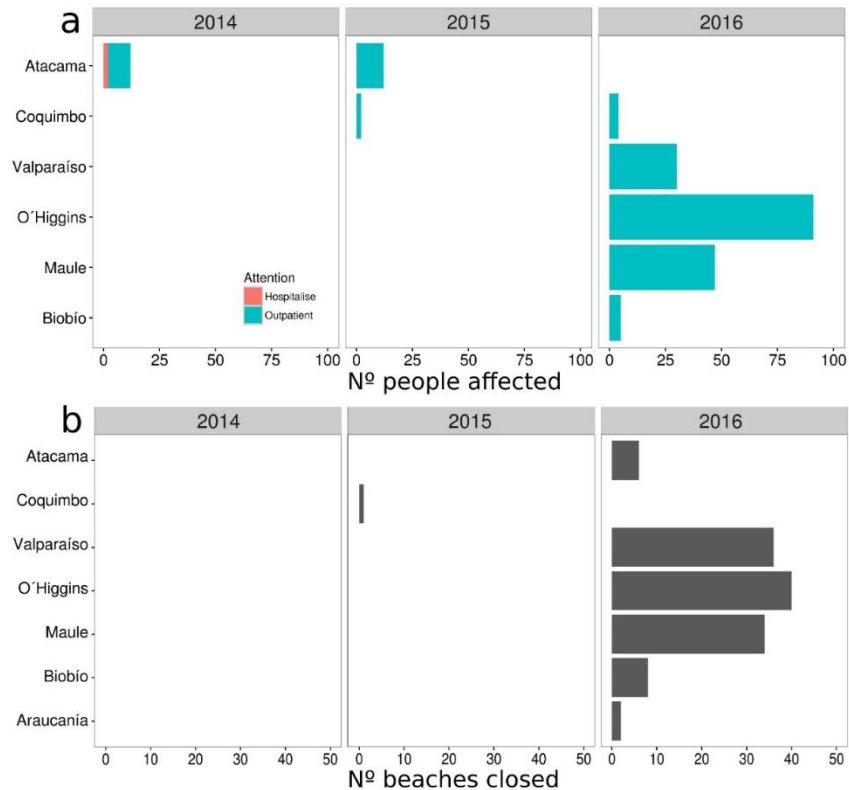 a
2014 2015 2016
Atacama
Coquimbo
Valparaíso
O´Higgins
Maule
Biobío
Attention
Hospitalise
Outpatient
0 25 50 75 100 0 25 50 75 100 0 25 50 75 100
Nº people affected
b
2014 2015 2016
Atacama
Coquimbo
Valparaíso
O´Higgins
Maule
Biobío
Araucanía
0 10 20 30 40 50 0 10 20 30 40 50 0 10 20 30 40 50
Nº beaches closed